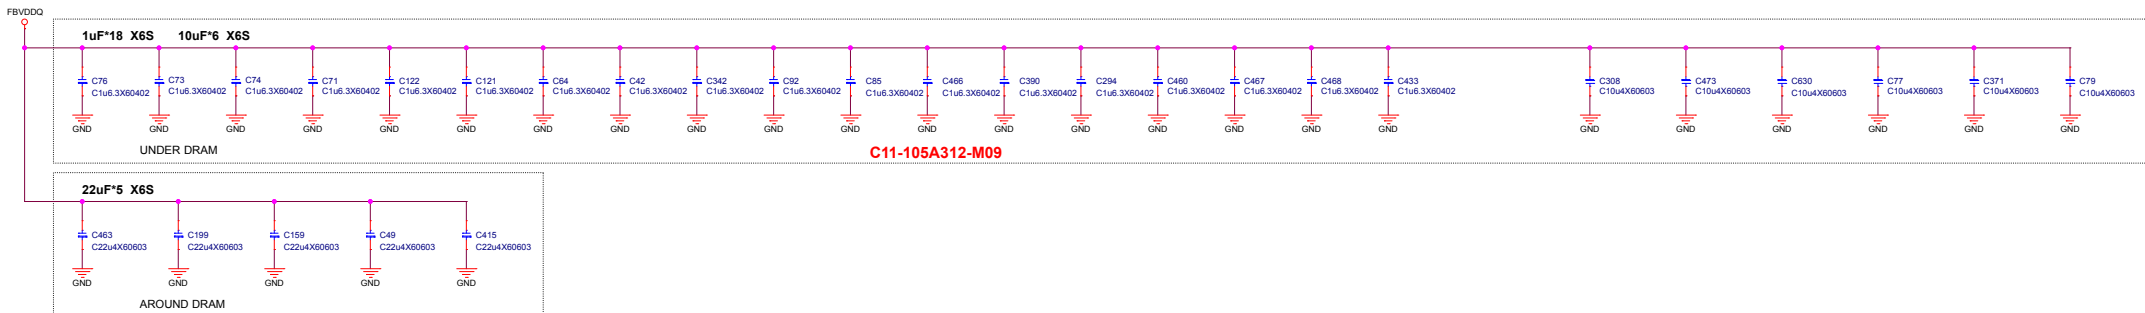 FBVDDQ
1uF*18 X6S 10uF*6 X6S
C76 C73 C74 C71 C122 C121 C64 C42 C342 C92 C85 C466 C390 C294 C460 C467 C468 C433 C308 C473 C630 C77 C371 C79
C1u6.3X60402 C1u6.3X60402 C1u6.3X60402 C1u6.3X60402 C1u6.3X60402 C1u6.3X60402 C1u6.3X60402 C1u6.3X60402 C1u6.3X60402 C1u6.3X60402 C1u6.3X60402 C1u6.3X60402 C1u6.3X60402 C1u6.3X60402 C1u6.3X60402 C1u6.3X60402 C1u6.3X60402 C1u6.3X60402 C10u4X60603 C10u4X60603 C10u4X60603 C10u4X60603 C10u4X60603 C10u4X60603
GND GND GND GND GND GND GND GND GND GND GND GND GND GND GND GND GND GND GND GND GND GND GND GND
UNDER DRAM C11-105A312-M09
22uF*5 X6S
C463 C199 C159 C49 C415
C22u4X60603 C22u4X60603 C22u4X60603 C22u4X60603 C22u4X60603
GND GND GND GND GND
AROUND DRAM